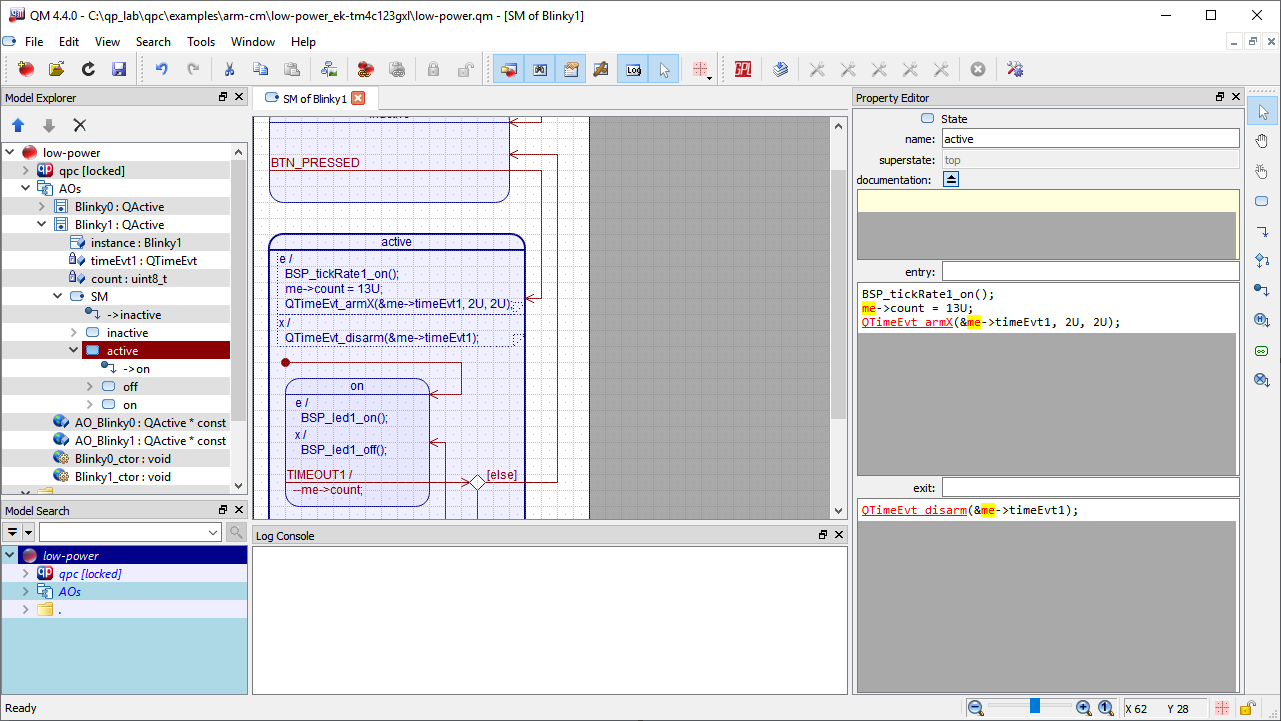 QM 4.4.0 - C:\qp_lab\qpc\examples\arm-cm\low-power_ek-tm4c123gxl\low-power.qm - [SM of Blinky1]
File Edit View Search Tools Window Help
Log
GPL
Model Explorer
low-power
qp qpc [locked]
AOs
Blinky0 : QActive
Blinky1 : QActive
instance : Blinky1
timeEvt1 : QTimeEvt
count : uint8_t
SM
->inactive
inactive
active
->on
off
on
AO_Blinky0 : QActive * const
AO_Blinky1 : QActive * const
Blinky0_ctor : void
Blinky1_ctor : void
Model Search
low-power
qp qpc [locked]
AOs
.
SM of Blinky1
inactive
BTN_PRESSED
active
e /
BSP_tickRate1_on();
me->count = 13U;
QTimeEvt_armX(&me->timeEvt1, 2U, 2U);
x /
QTimeEvt_disarm(&me->timeEvt1);
on
e /
BSP_led1_on();
x /
BSP_led1_off();
TIMEOUT1 /
--me->count;
[else]
Log Console
Property Editor
State
name: active
superstate: top
documentation:
entry:
BSP_tickRate1_on();
me->count = 13U;
QTimeEvt_armX(&me->timeEvt1, 2U, 2U);
exit:
QTimeEvt_disarm(&me->timeEvt1);
H
Ready
1
X 62 Y 28